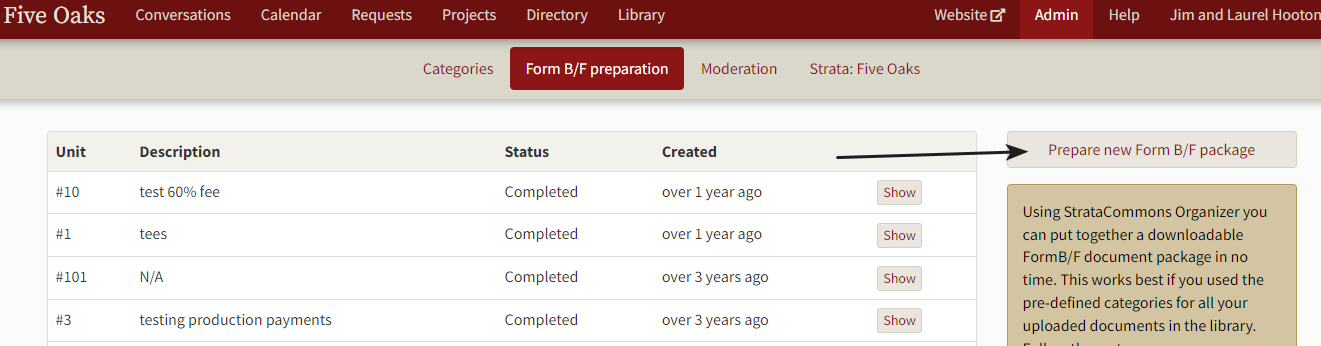 Five Oaks Conversations Calendar Requests Projects Directory Library Website Admin Help Jim and Laurel Hooton
Categories Form B/F preparation Moderation Strata: Five Oaks
Unit Description Status Created
#10 test 60% fee Completed over 1 year ago Show
#1 tees Completed over 1 year ago Show
#101 N/A Completed over 3 years ago Show
#3 testing production payments Completed over 3 years ago Show
Prepare new Form B/F package
Using StrataCommons Organizer you
can put together a downloadable
FormB/F document package in no
time. This works best if you used the
pre-defined categories for all your
uploaded documents in the library.